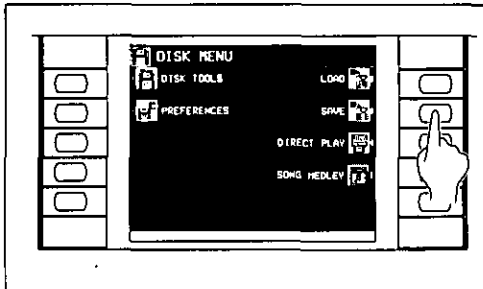 DISK MENU
DISK TOOLS LOAD
PREFERENCES SAVE
DIRECT PLAY
SONG MEDLEY